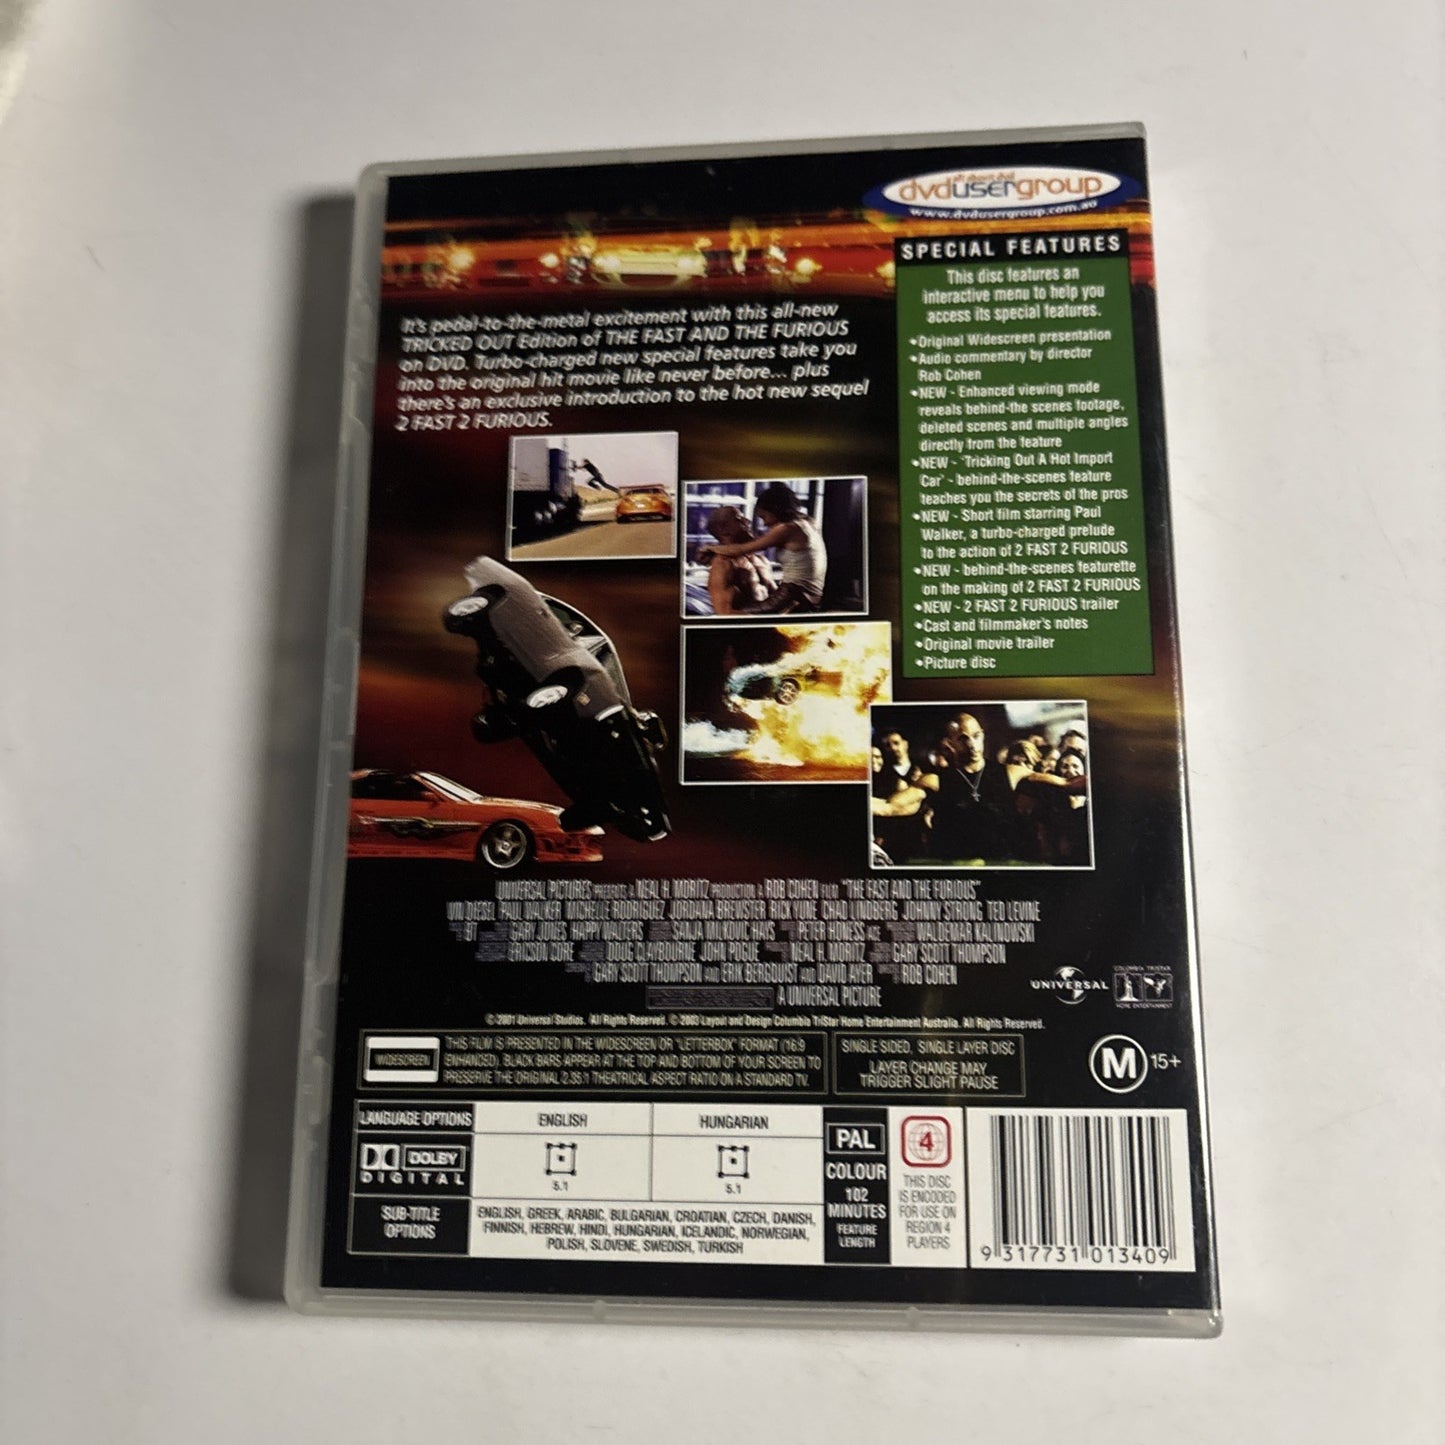 all about dvd
dvdusergroup
www.dvdusergroup.com.au
It's pedal-to-the-metal excitement with this all-new
TRICKED OUT Edition of THE FAST AND THE FURIOUS
on DVD. Turbo-charged new special features take you
into the original hit movie like never before... plus
there's an exclusive introduction to the hot new sequel
2 FAST 2 FURIOUS.
SPECIAL FEATURES
This disc features an
interactive menu to help you
access its special features.
•Original Widescreen presentation
•Audio commentary by director
Rob Cohen
•NEW - Enhanced viewing mode
reveals behind-the scenes footage,
deleted scenes and multiple angles
directly from the feature
•NEW - 'Tricking Out A Hot Import
Car' - behind-the-scenes feature
teaches you the secrets of the pros
•NEW - Short film starring Paul
Walker, a turbo-charged prelude
to the action of 2 FAST 2 FURIOUS
•NEW - behind-the-scenes featurette
on the making of 2 FAST 2 FURIOUS
•NEW - 2 FAST 2 FURIOUS trailer
•Cast and filmmaker's notes
•Original movie trailer
•Picture disc
UNIVERSAL PICTURES PRESENTS A NEAL H. MORITZ PRODUCTION A ROB COHEN FILM "THE FAST AND THE FURIOUS"
VIN DIESEL PAUL WALKER MICHELLE RODRIGUEZ JORDANA BREWSTER RICK YUNE CHAD LINDBERG JOHNNY STRONG TED LEVINE
BT GARY JONES, HAPPY WALTERS SANJA MILKOVIC HAYS PETER HONESS ACE WALDEMAR KALINOWSKI
ERICSON CORE DOUG CLAYBOURNE, JOHN POGUE NEAL H. MORITZ GARY SCOTT THOMPSON
GARY SCOTT THOMPSON AND ERIK BERGQUIST AND DAVID AYER ROB COHEN
A UNIVERSAL PICTURE
UNIVERSAL
COLUMBIA TRISTAR
HOME ENTERTAINMENT
© 2001 Universal Studios. All Rights Reserved. © 2003 Layout and Design Columbia TriStar Home Entertainment Australia. All Rights Reserved.
WIDESCREEN
THIS FILM IS PRESENTED IN THE WIDESCREEN OR "LETTERBOX" FORMAT (16:9
ENHANCED). BLACK BARS APPEAR AT THE TOP AND BOTTOM OF YOUR SCREEN TO
PRESERVE THE ORIGINAL 2.35:1 THEATRICAL ASPECT RATIO ON A STANDARD TV.
SINGLE SIDED, SINGLE LAYER DISC
LAYER CHANGE MAY
TRIGGER SLIGHT PAUSE
M 15+
LANGUAGE OPTIONS
ENGLISH
HUNGARIAN
DOLBY
DIGITAL
5.1
5.1
SUB-TITLE
OPTIONS
ENGLISH, GREEK, ARABIC, BULGARIAN, CROATIAN, CZECH, DANISH,
FINNISH, HEBREW, HINDI, HUNGARIAN, ICELANDIC, NORWEGIAN,
POLISH, SLOVENE, SWEDISH, TURKISH
PAL
COLOUR
102
MINUTES
FEATURE
LENGTH
4
THIS DISC
IS ENCODED
FOR USE ON
REGION 4
PLAYERS
9 317731 013409